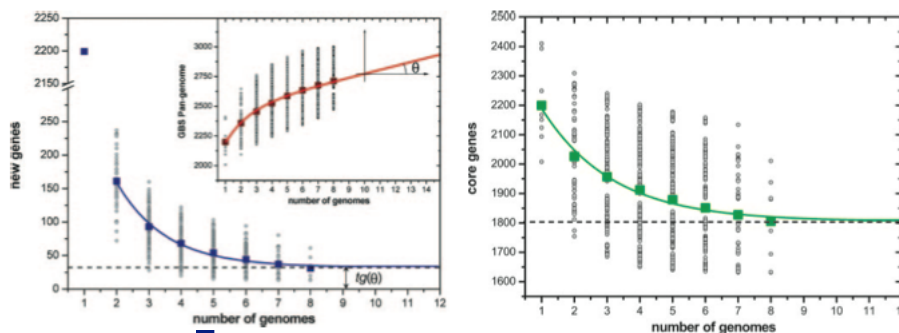 2250
2200
2150
250
200
150
100
50
0
new genes
1 2 3 4 5 6 7 8 9 10 11 12
number of genomes
tg(θ)
3000
2750
2500
2250
2000
GBS Pan-genome
θ
1 2 3 4 5 6 7 8 9 10 11 12 13 14
number of genomes
2500
2400
2300
2200
2100
2000
1900
1800
1700
1600
1500
core genes
1 2 3 4 5 6 7 8 9 10 11
number of genomes